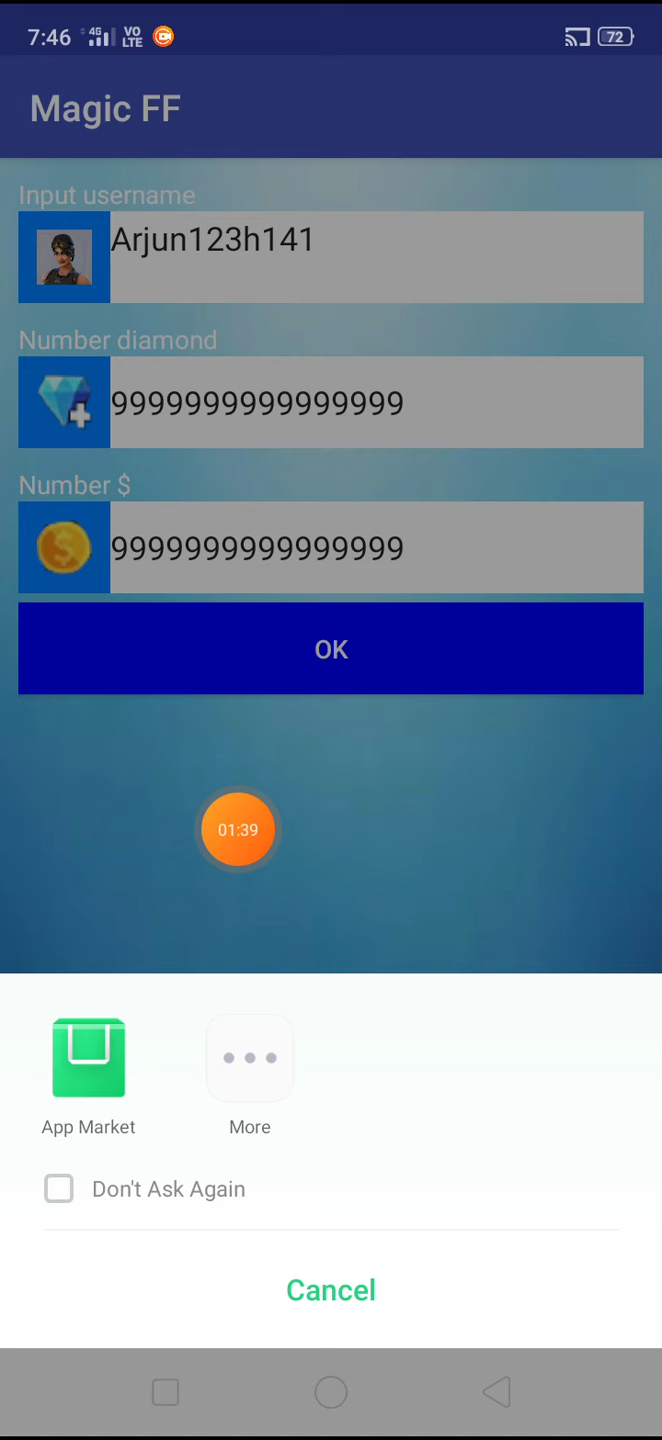 7:46 4G VO LTE 72
Magic FF
Input username
Arjun123h141
Number diamond
9999999999999999
Number $
9999999999999999
OK
01:39
App Market More
Don't Ask Again
Cancel